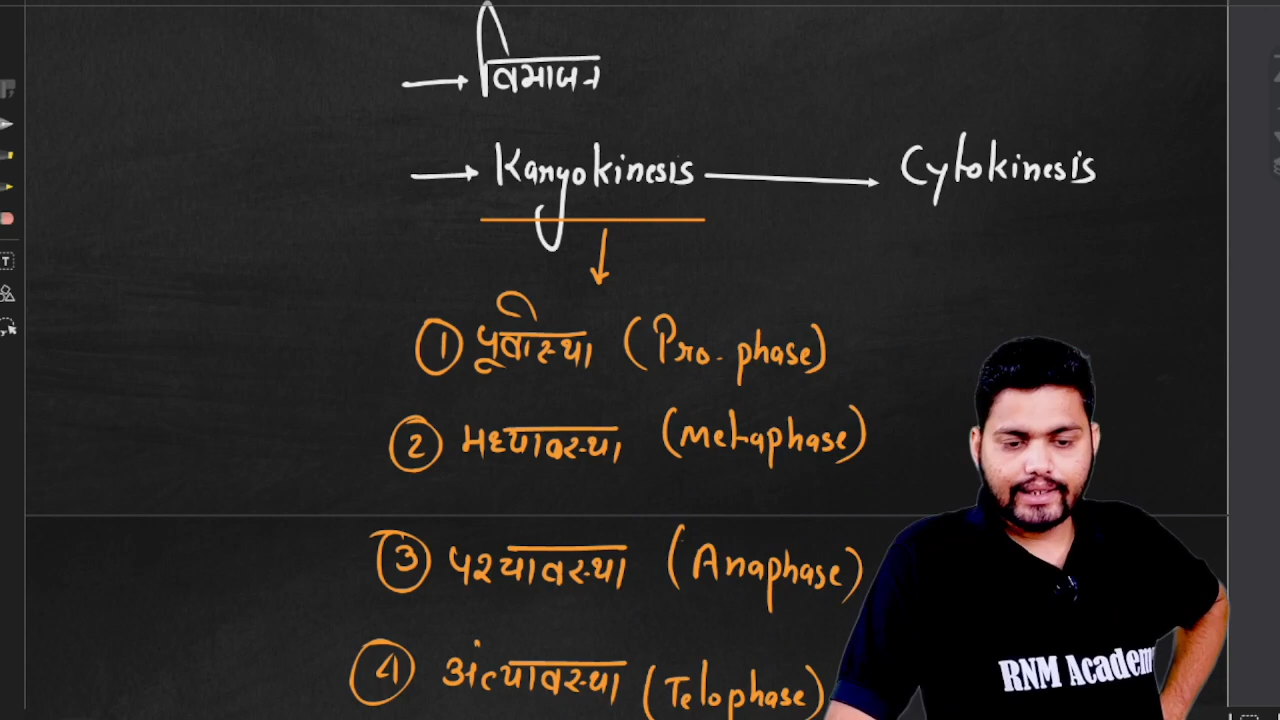 → विभाजन
→ Karyokinesis → Cytokinesis
↓
① पूर्वावस्था (Pro-phase)
② मध्यावस्था (Metaphase)
③ पश्यावस्था (Anaphase)
④ अंत्यावस्था (Telophase)
RNM Academ